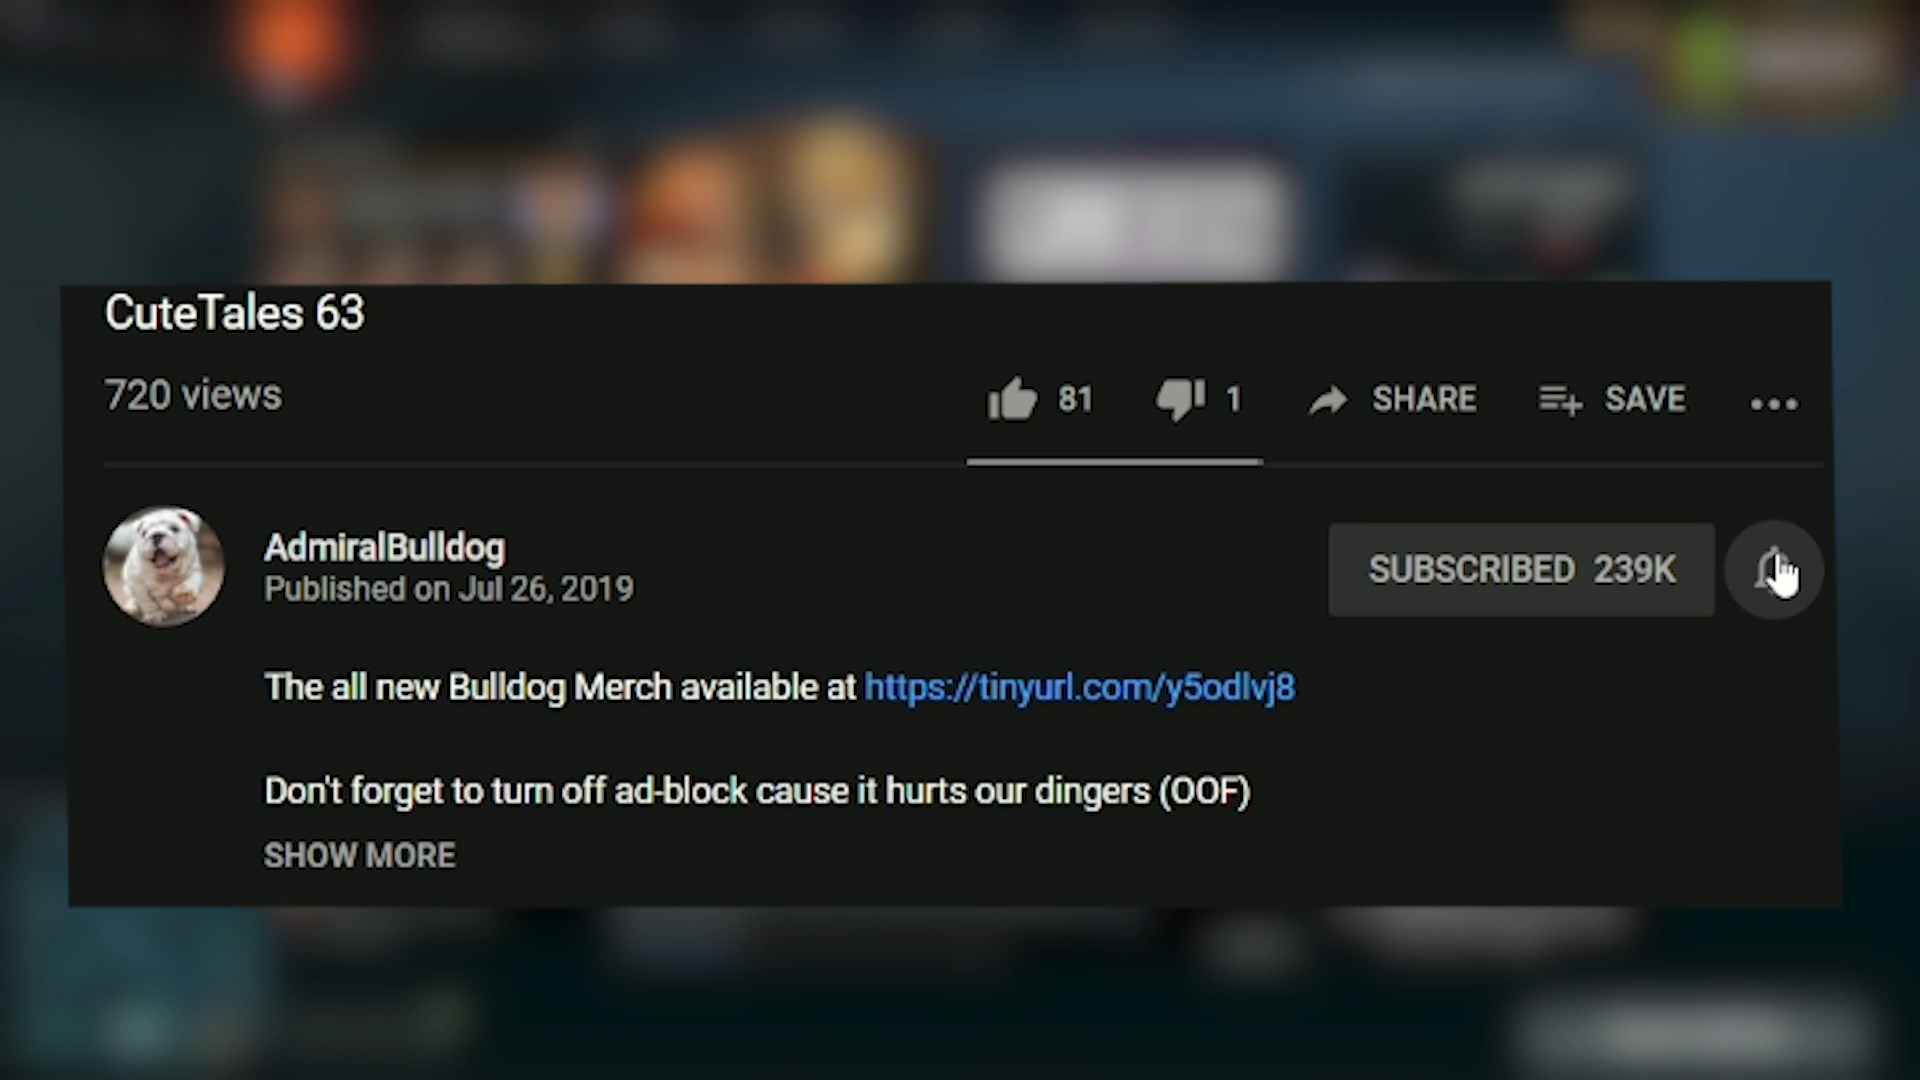 CuteTales 63
720 views
81
1
SHARE
SAVE
AdmiralBulldog
Published on Jul 26, 2019
SUBSCRIBED 239K
The all new Bulldog Merch available at https://tinyurl.com/y5odlvj8
Don't forget to turn off ad-block cause it hurts our dingers (OOF)
SHOW MORE